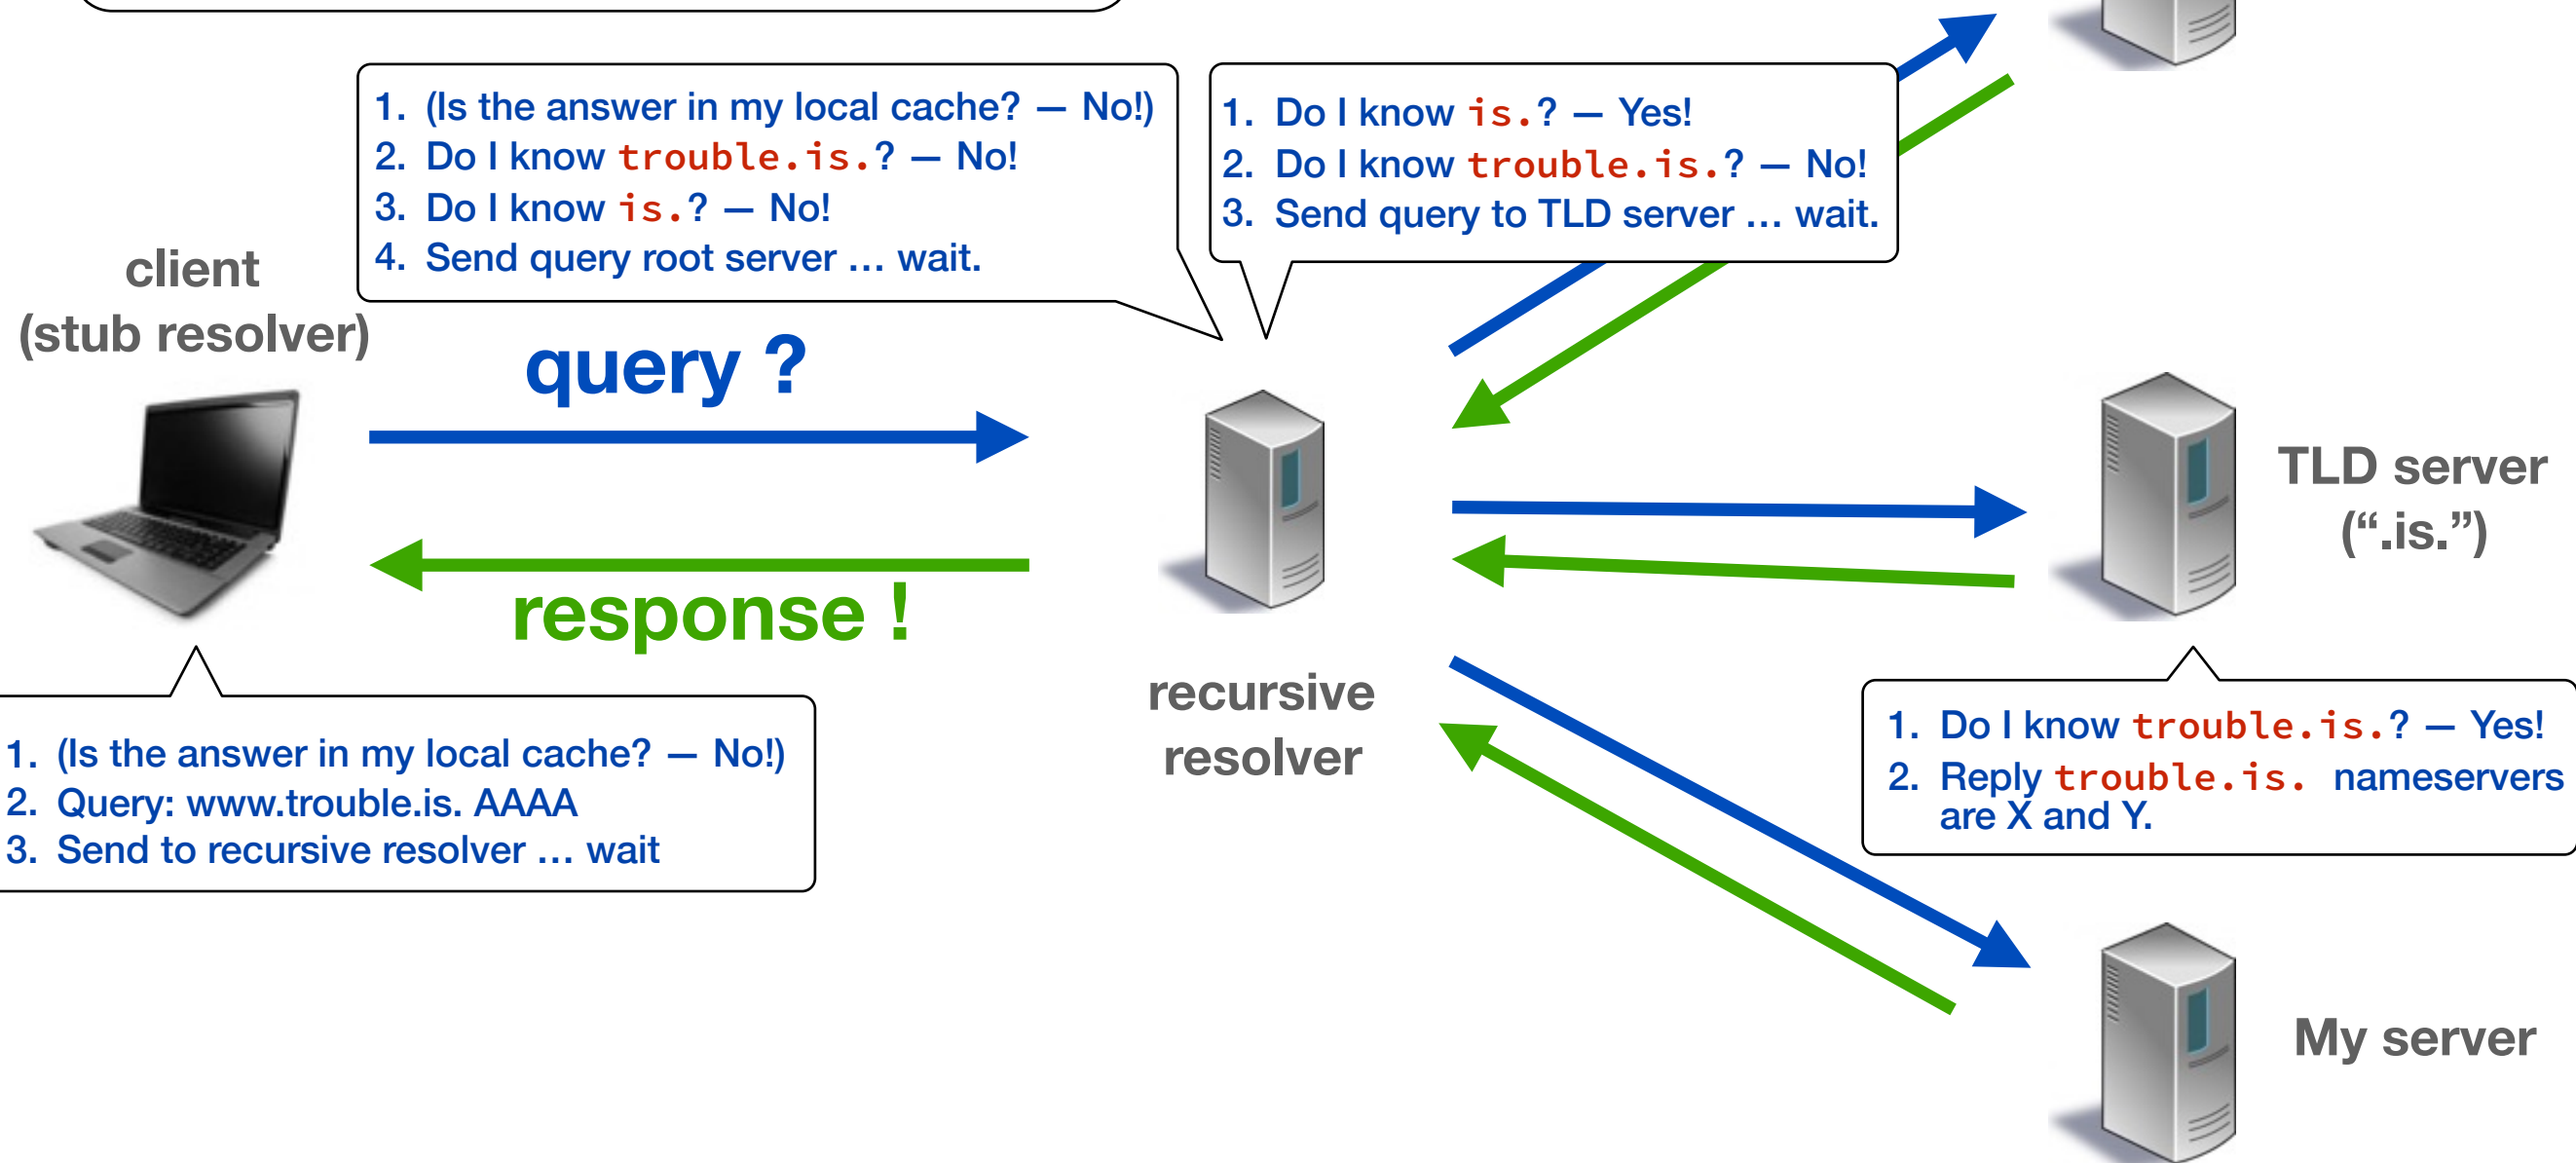 1. (Is the answer in my local cache? — No!)
2. Do I know trouble.is.? — No!
3. Do I know is.? — No!
4. Send query root server ... wait.
1. Do I know is.? — Yes!
2. Do I know trouble.is.? — No!
3. Send query to TLD server ... wait.
client
(stub resolver)
query ?
response !
recursive
resolver
TLD server
(“.is.”)
1. (Is the answer in my local cache? — No!)
2. Query: www.trouble.is. AAAA
3. Send to recursive resolver ... wait
1. Do I know trouble.is.? — Yes!
2. Reply trouble.is. nameservers
are X and Y.
My server